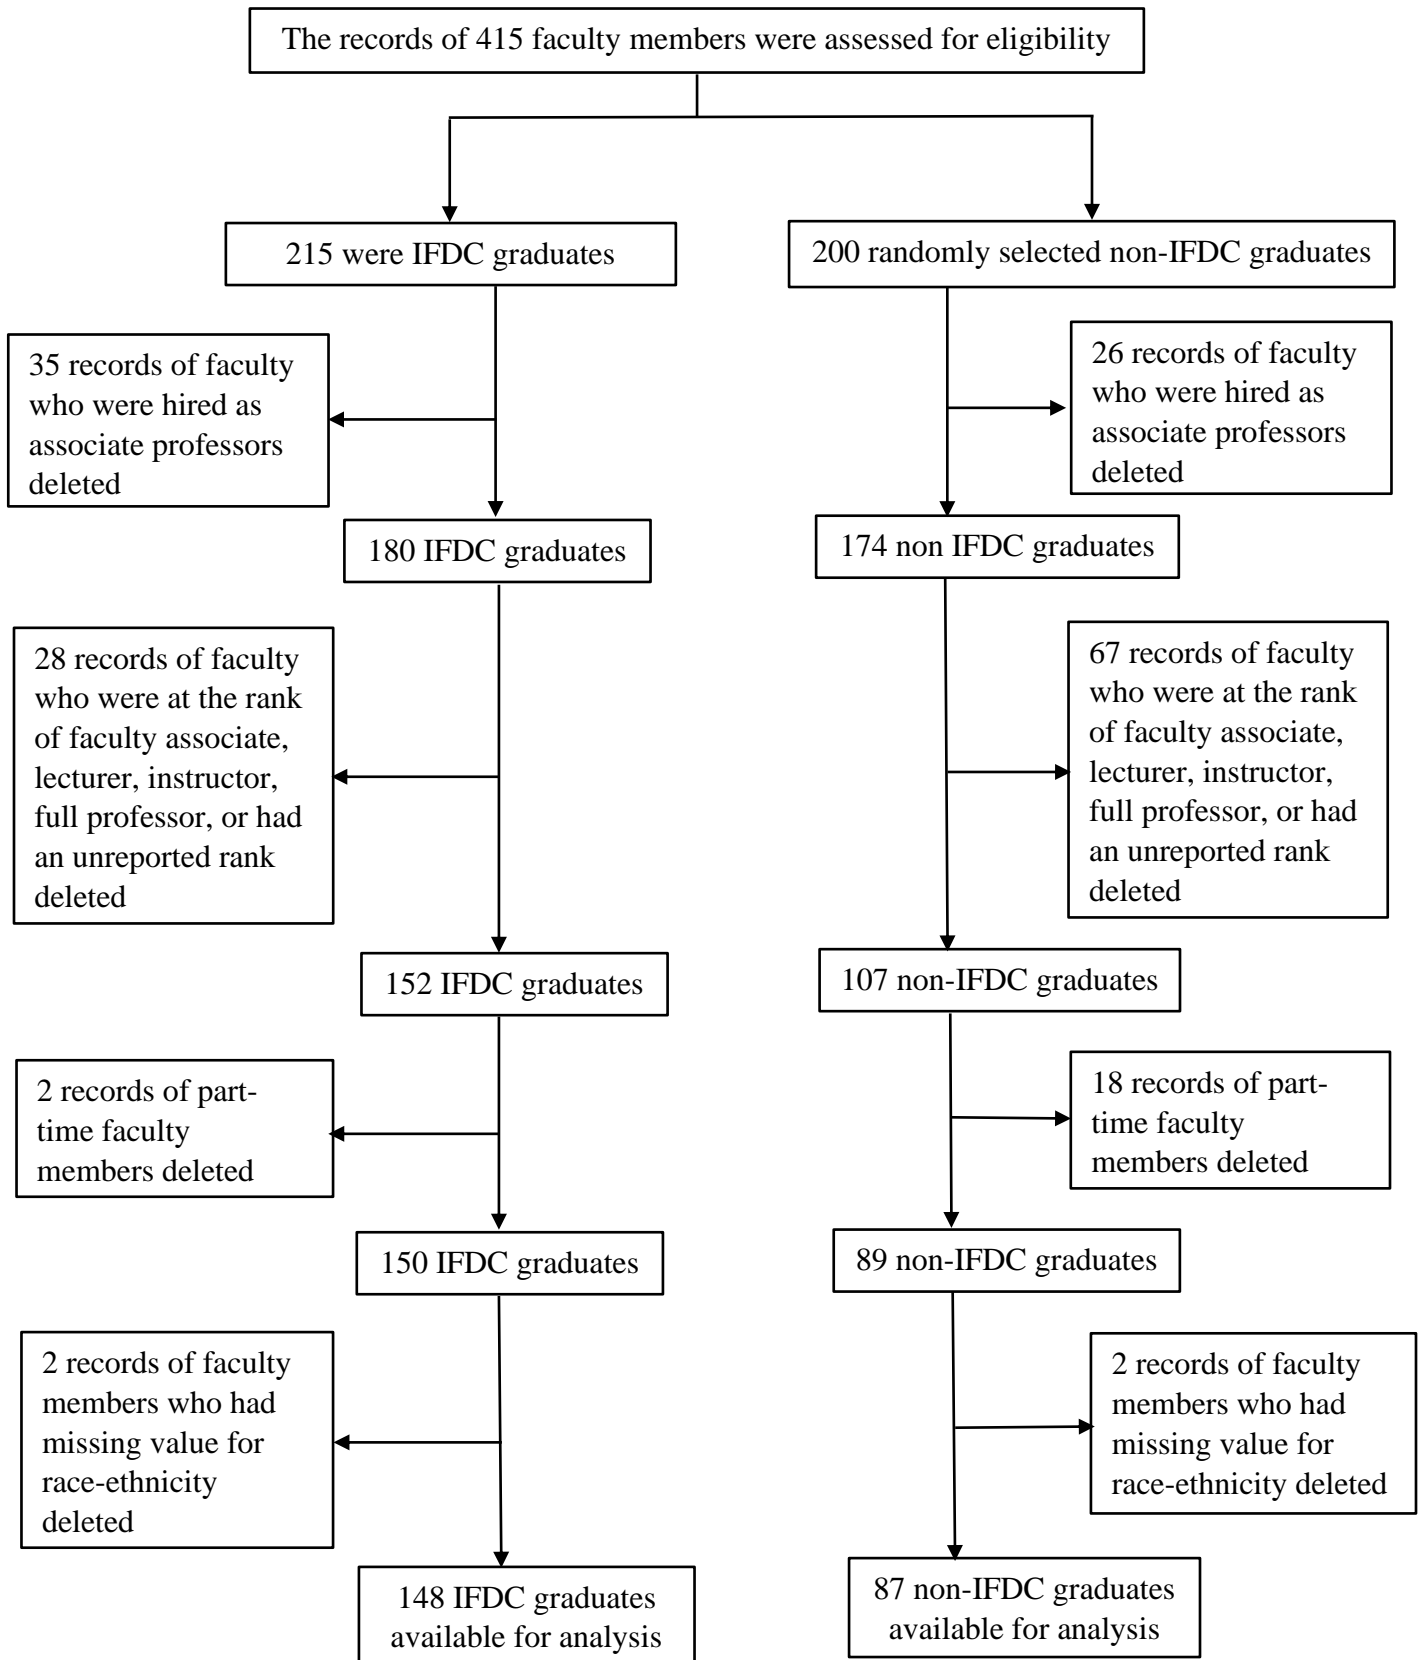 The records of 415 faculty members were assessed for eligibility
215 were IFDC graduates
200 randomly selected non-IFDC graduates
35 records of faculty
who were hired as
associate professors
deleted
26 records of faculty
who were hired as
associate professors
deleted
180 IFDC graduates
174 non IFDC graduates
28 records of faculty
who were at the rank
of faculty associate,
lecturer, instructor,
full professor, or had
an unreported rank
deleted
67 records of faculty
who were at the rank
of faculty associate,
lecturer, instructor,
full professor, or had
an unreported rank
deleted
152 IFDC graduates
107 non-IFDC graduates
2 records of part-
time faculty
members deleted
18 records of part-
time faculty
members deleted
150 IFDC graduates
89 non-IFDC graduates
2 records of faculty
members who had
missing value for
race-ethnicity
deleted
2 records of faculty
members who had
missing value for
race-ethnicity deleted
148 IFDC graduates
available for analysis
87 non-IFDC graduates
available for analysis